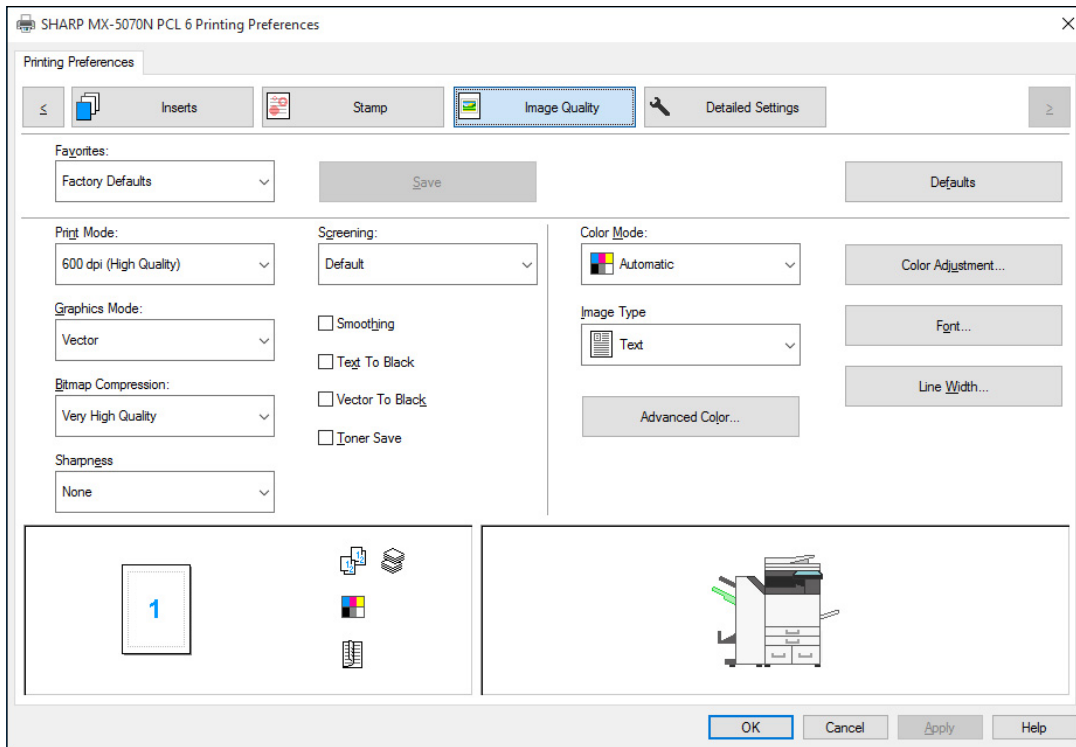 SHARP MX-5070N PCL 6 Printing Preferences
Printing Preferences
< Inserts Stamp Image Quality Detailed Settings >
Favorites:
Factory Defaults Save Defaults
Print Mode: Screening: Color Mode:
600 dpi (High Quality) Default Automatic Color Adjustment...
Graphics Mode: Image Type
Vector Smoothing Text Font...
Text To Black
Bitmap Compression: Line Width...
Very High Quality Vector To Black Advanced Color...
Toner Save
Sharpness
None
1
OK Cancel Apply Help